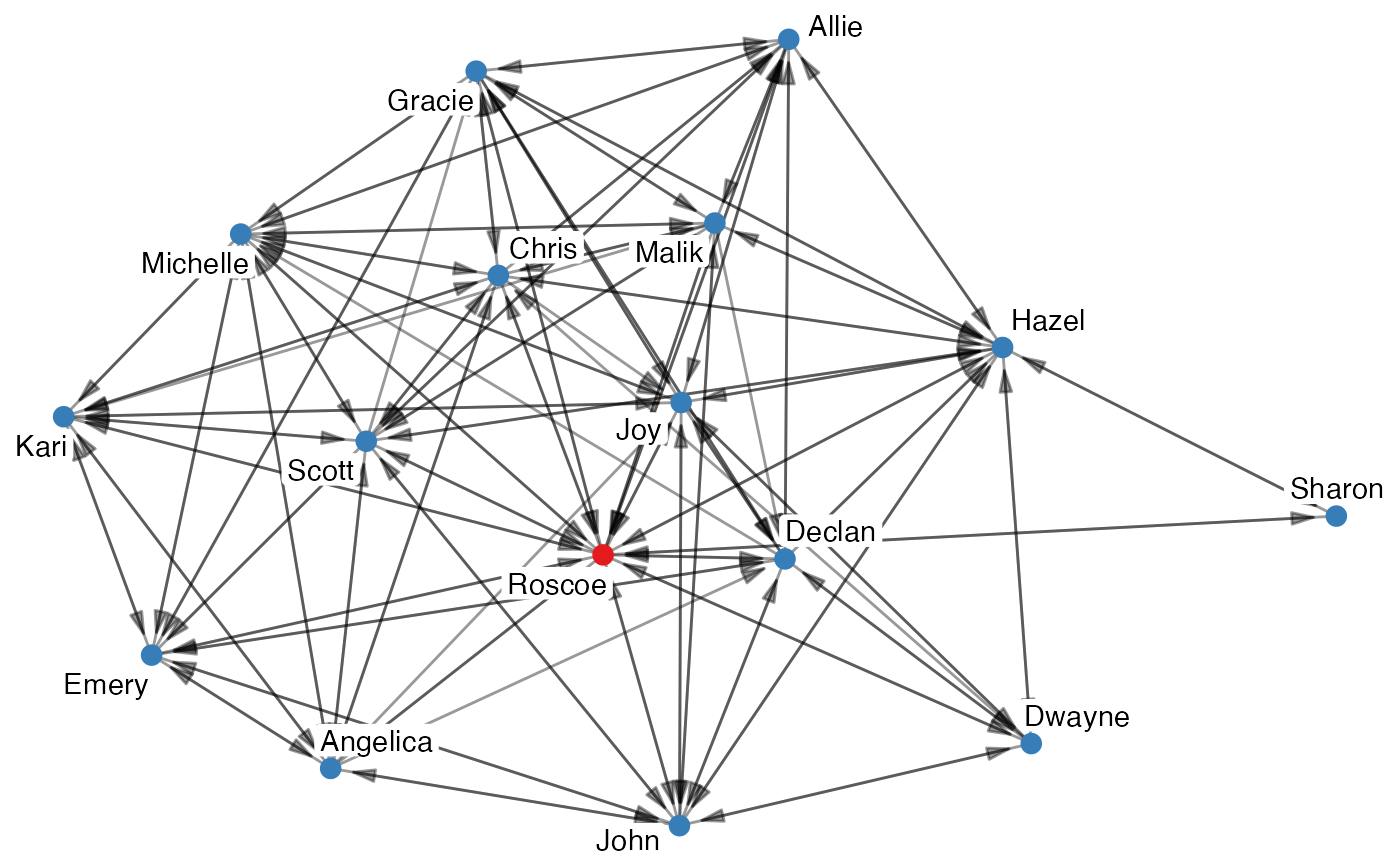 Allie
Gracie
Chris
Malik
Michelle
Hazel
Joy
Kari
Scott
Sharon
Declan
Roscoe
Emery
Dwayne
Angelica
John